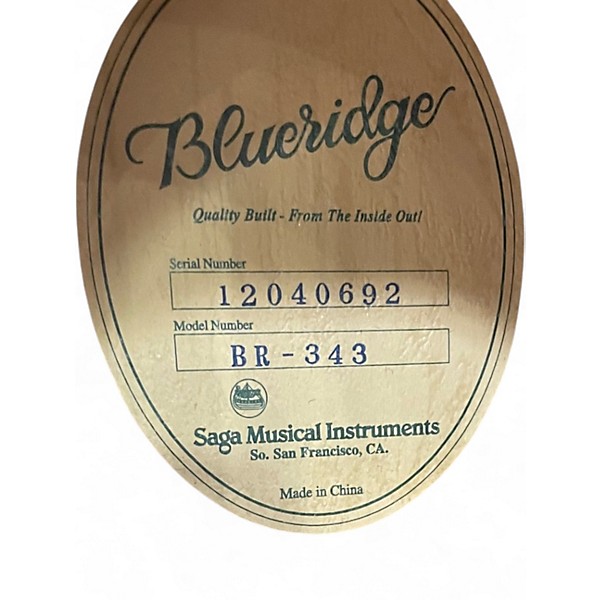 Blueridge
Quality Built - From The Inside Out!
Serial Number
12040692
Model Number
BR-343
Saga Musical Instruments
So. San Francisco, CA.
Made in China